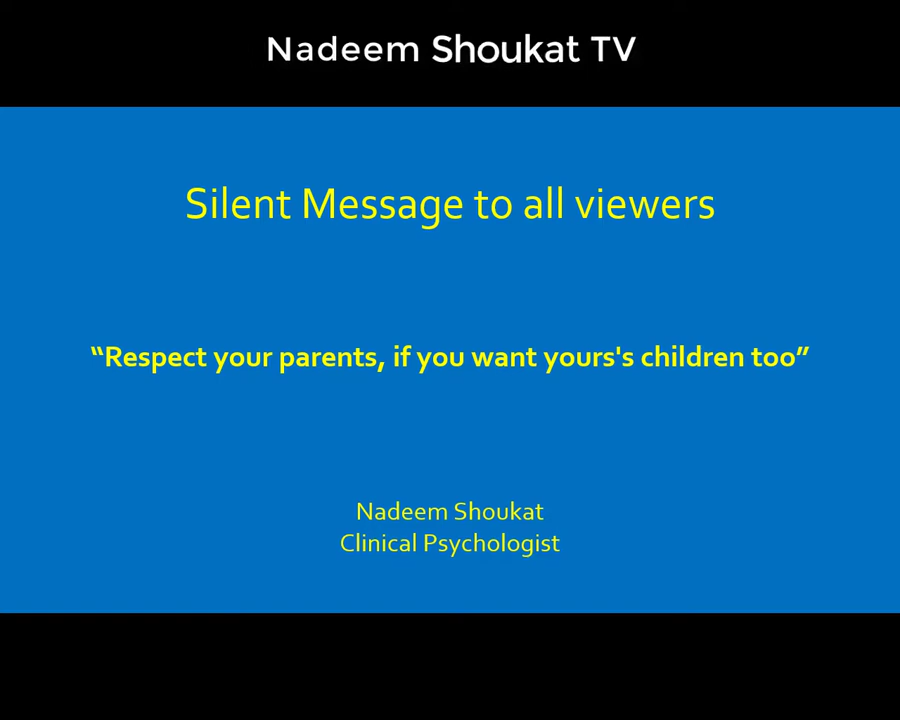 Nadeem Shoukat TV
Silent Message to all viewers
“Respect your parents, if you want yours's children too”
Nadeem Shoukat
Clinical Psychologist